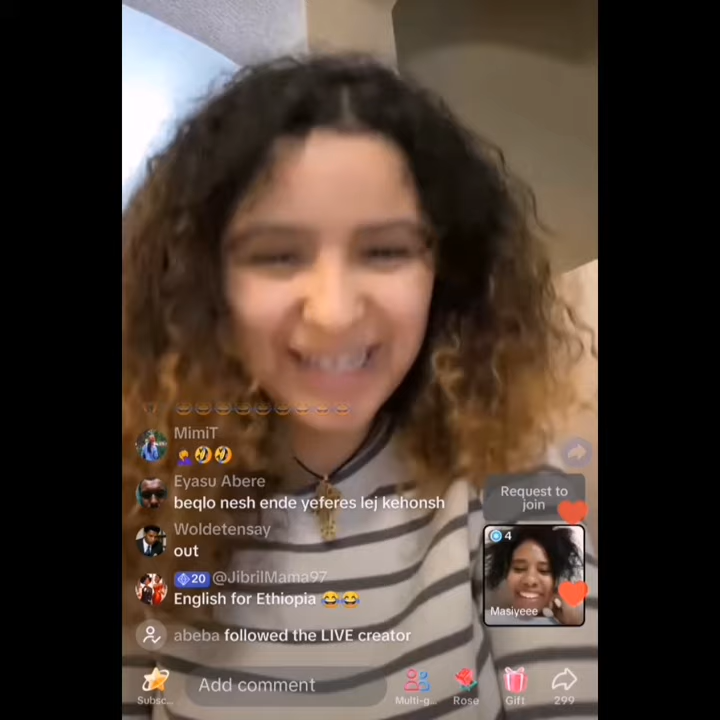 MimiT
🤦‍♀️🤣🤣
Eyasu Abere
beqlo nesh ende yeferes lej kehonsh
Woldetensay
out
20 @JibrilMama97
English for Ethiopia 😂😂
abeba followed the LIVE creator
Request to
join
4
Masiyeee
Add comment
Subsc...
Multi-g...
Rose
Gift
299